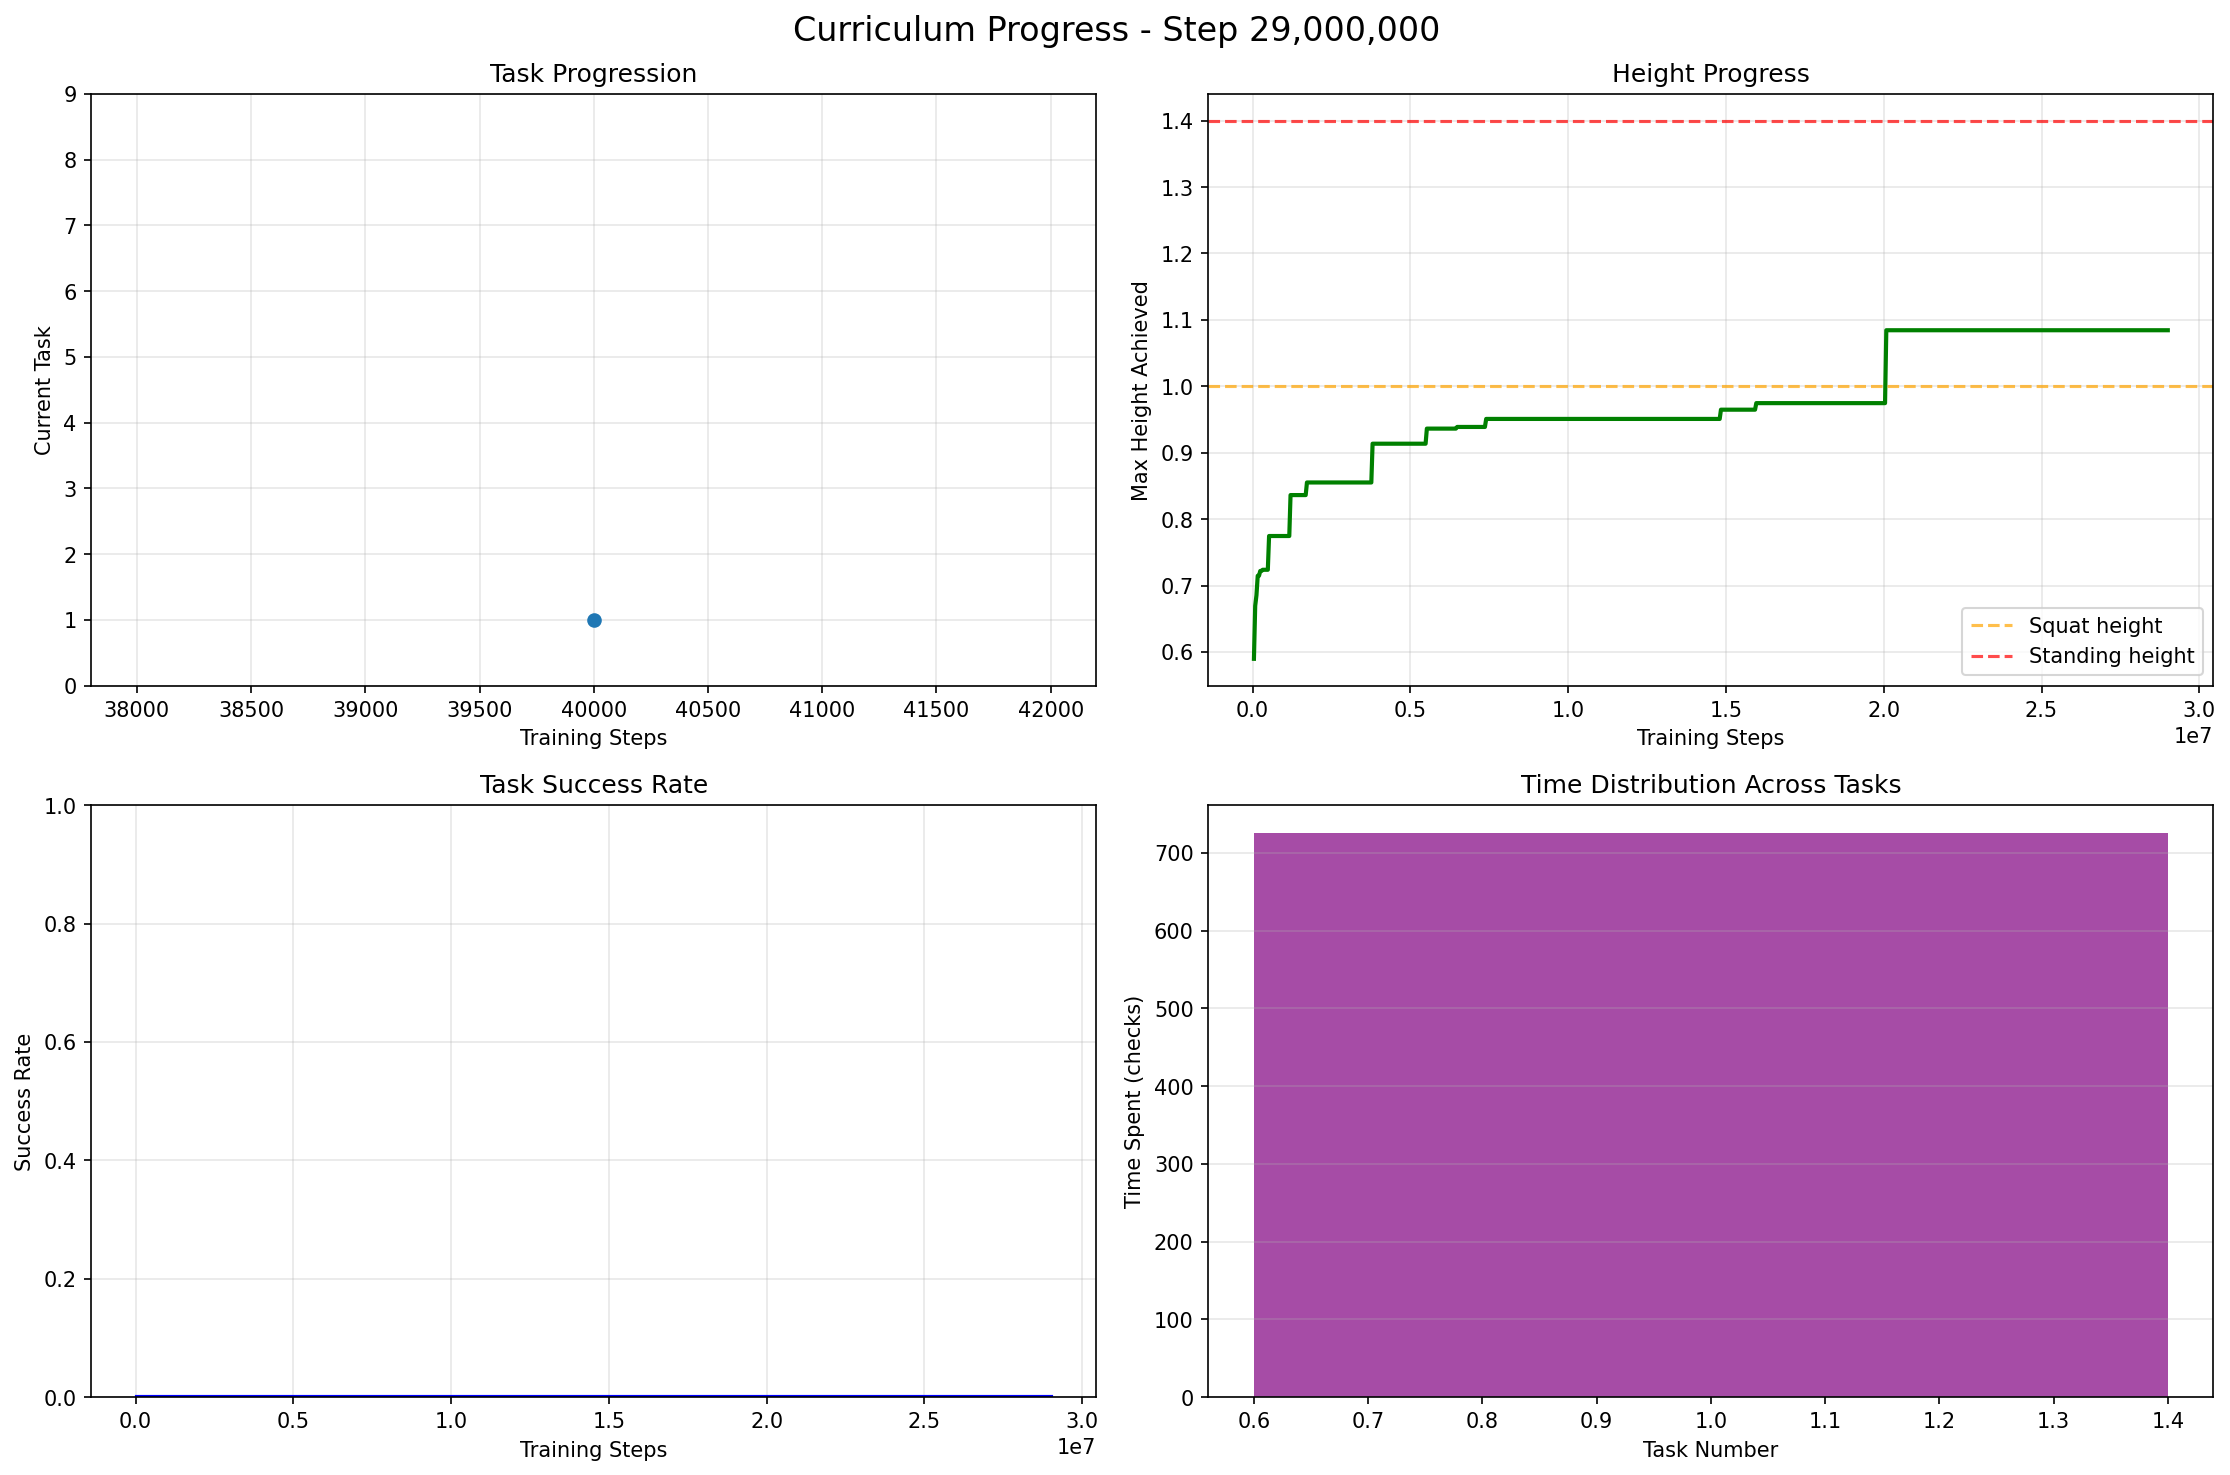 Curriculum Progress - Step 29,000,000
Task Progression
9
8
7
6
5
4
3
2
1
0
Current Task
38000 38500 39000 39500 40000 40500 41000 41500 42000
Training Steps
Height Progress
1.4
1.3
1.2
1.1
1.0
0.9
0.8
0.7
0.6
Max Height Achieved
Squat height
Standing height
0.0 0.5 1.0 1.5 2.0 2.5 3.0
1e7
Training Steps
Task Success Rate
1.0
0.8
0.6
0.4
0.2
0.0
Success Rate
0.0 0.5 1.0 1.5 2.0 2.5 3.0
1e7
Training Steps
Time Distribution Across Tasks
700
600
500
400
300
200
100
0
Time Spent (checks)
0.6 0.7 0.8 0.9 1.0 1.1 1.2 1.3 1.4
Task Number